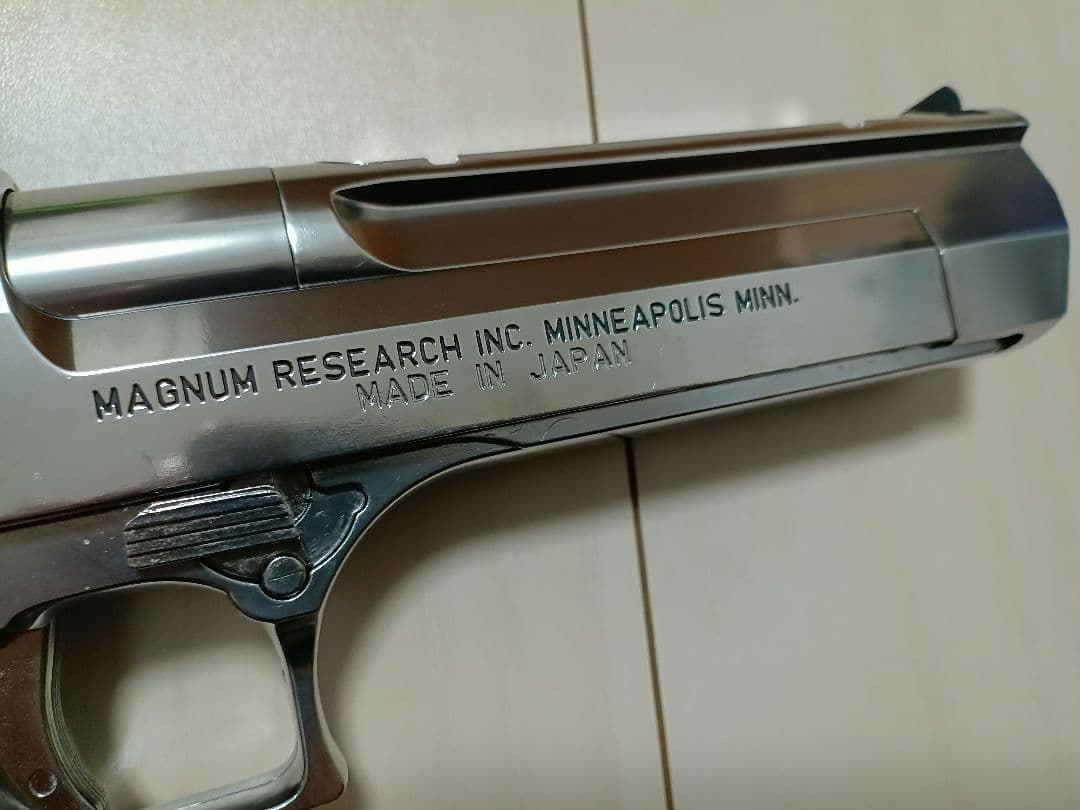 MAGNUM RESEARCH INC. MINNEAPOLIS MINN.
MADE IN JAPAN